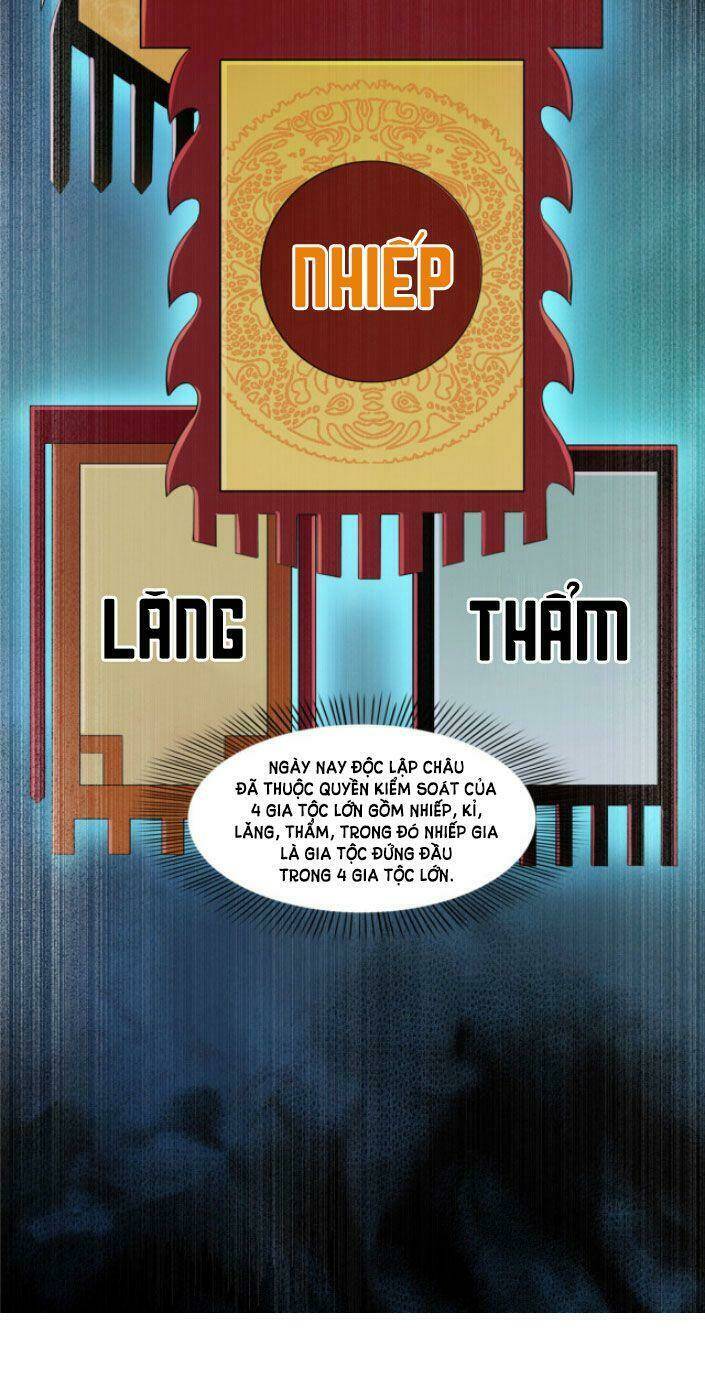 NHIẾP
LĂNG
THẨM
NGÀY NAY ĐỘC LẬP CHÂU
ĐÃ THUỘC QUYỀN KIỂM SOÁT CỦA
4 GIA TỘC LỚN GỒM NHIẾP, KỈ,
LĂNG, THẨM, TRONG ĐÓ NHIẾP GIA
LÀ GIA TỘC ĐỨNG ĐẦU
TRONG 4 GIA TỘC LỚN.